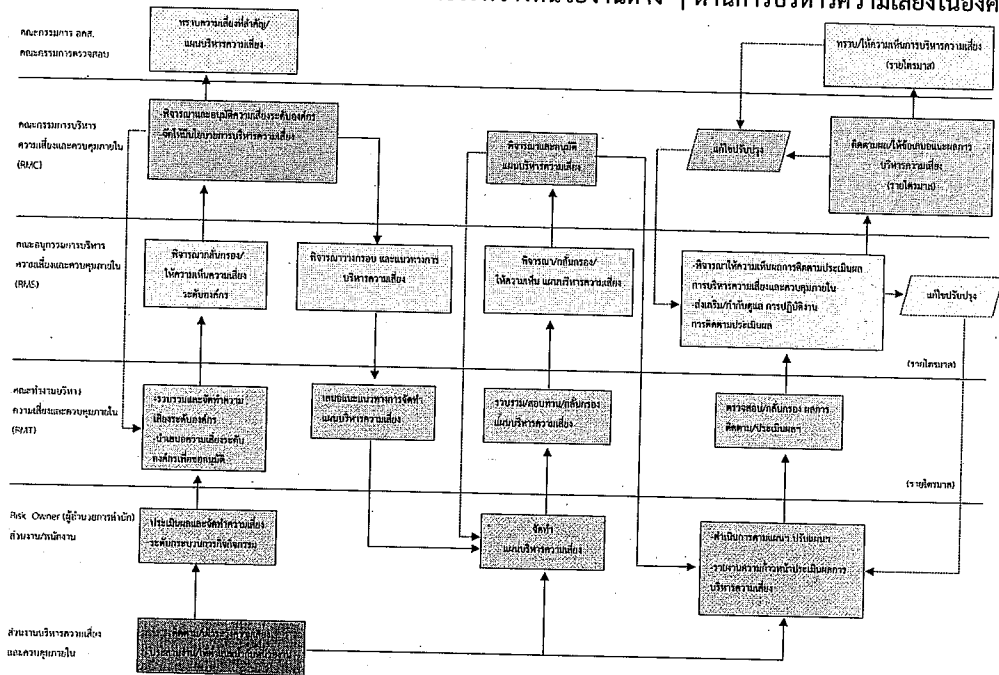 ด้านการบริหารความเสี่ยงในองค์
คณะกรรมการ อคส.
คณะกรรมการตรวจสอบ
ทราบความเสี่ยงที่สำคัญ/
แผนบริหารความเสี่ยง
ทราบ/ให้ความเห็นการบริหารความเสี่ยง
(รายไตรมาส)
คณะกรรมการบริหาร
ความเสี่ยงและควบคุมภายใน
(RMC)
-พิจารณาและอนุมัติความเสี่ยงระดับองค์กร
จัดให้มีนโยบายการบริหารความเสี่ยง
พิจารณาและอนุมัติ
แผนบริหารความเสี่ยง
แก้ไขปรับปรุง
ติดตามผล/ให้ข้อเสนอแนะผลการ
บริหารความเสี่ยง
(รายไตรมาส)
คณะอนุกรรมการบริหาร
ความเสี่ยงและควบคุมภายใน
(RMS)
พิจารณากลั่นกรอง/
ให้ความเห็นความเสี่ยง
ระดับองค์กร
พิจารณาวางกรอบ และแนวทางการ
บริหารความเสี่ยง
พิจารณา/กลั่นกรอง/
ให้ความเห็น แผนบริหารความเสี่ยง
-พิจารณาให้ความเห็นผลการติดตามประเมินผล
การบริหารความเสี่ยงและควบคุมภายใน
-ส่งเสริม/กำกับดูแล การปฏิบัติงาน
การติดตามประเมินผล
แก้ไขปรับปรุง
(รายไตรมาส)
คณะทำงานบริหาร
ความเสี่ยงและควบคุมภายใน
(RMT)
-รวบรวมและจัดทำความ
เสี่ยงระดับองค์กร
-นำเสนอความเสี่ยงระดับ
องค์กรเพื่อขออนุมัติ
เสนอแนะแนวทางการจัดทำ
แผนบริหารความเสี่ยง
รวบรวม/สอบทาน/กลั่นกรอง
แผนบริหารความเสี่ยง
ตรวจสอบ/กลั่นกรอง ผลการ
ติดตาม/ประเมินผลฯ
(รายไตรมาส)
Risk Owner (ผู้อำนวยการสำนัก)
ส่วนงาน/พนักงาน
ประเมินผลและจัดทำความเสี่ยง
ระดับกระบวนการกิจกรรม
จัดทำ
แผนบริหารความเสี่ยง
-ดำเนินการตามแผนฯ ปรับแผนฯ
-รายงานความก้าวหน้าประเมินผลการ
บริหารความเสี่ยง
ส่วนงานบริหารความเสี่ยง
และควบคุมภายใน